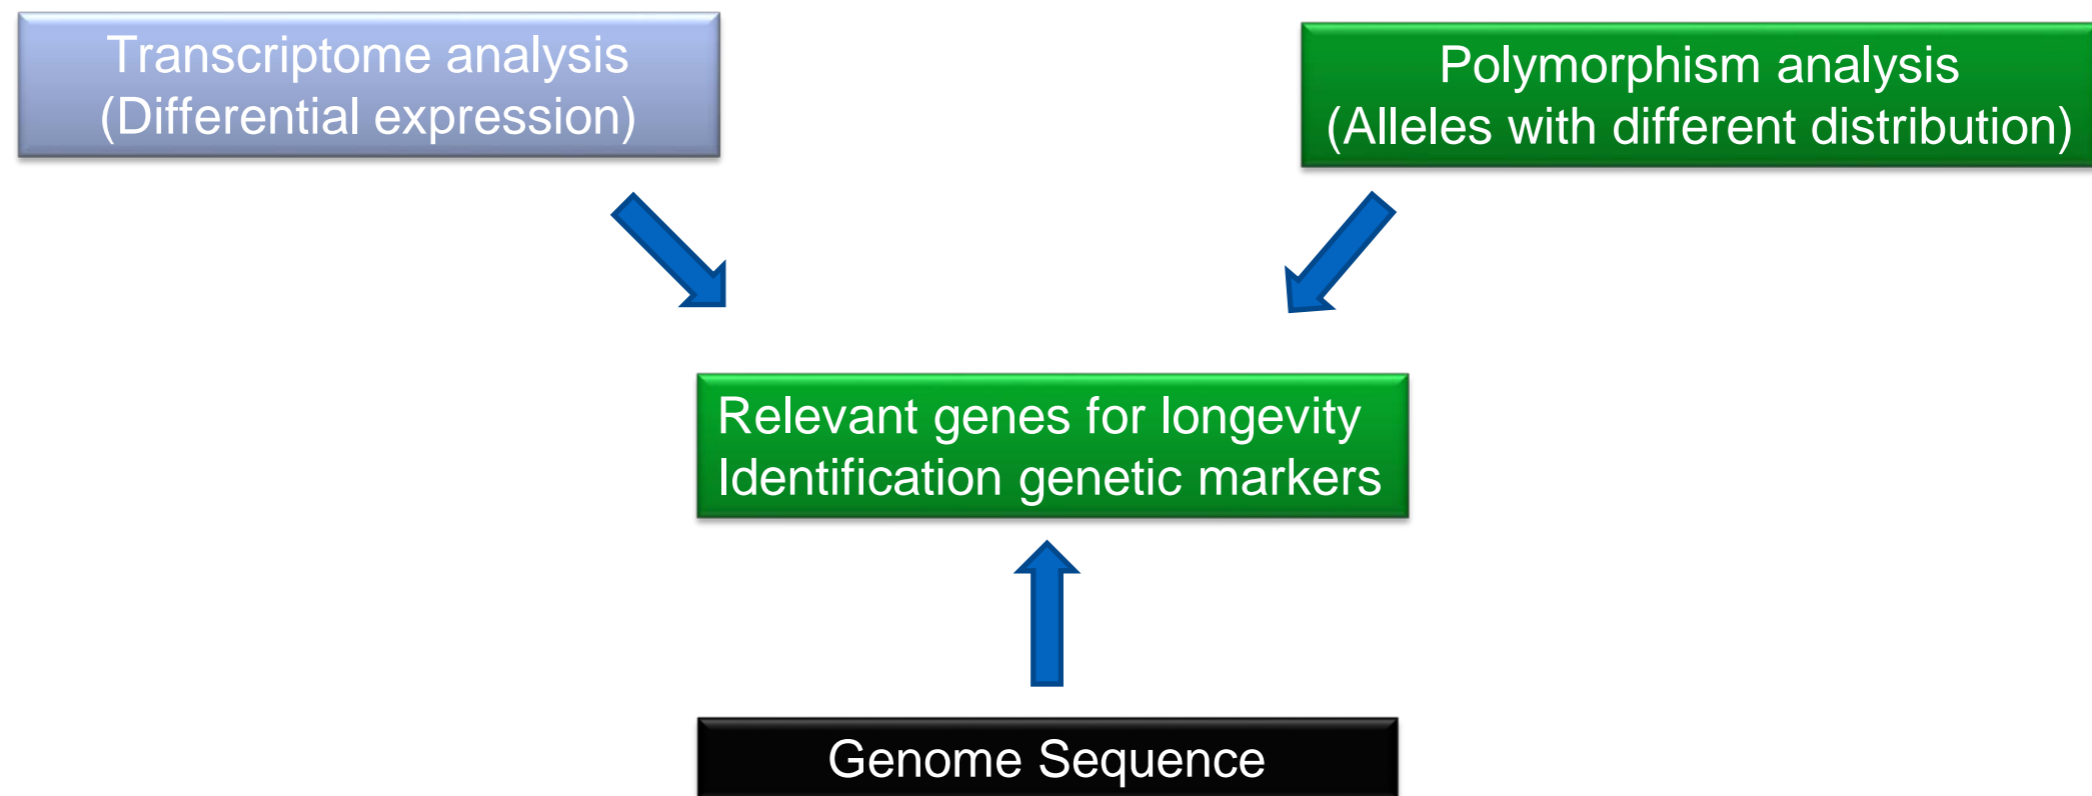 Transcriptome analysis
(Differential expression)
Polymorphism analysis
(Alleles with different distribution)
Relevant genes for longevity
Identification genetic markers
Genome Sequence